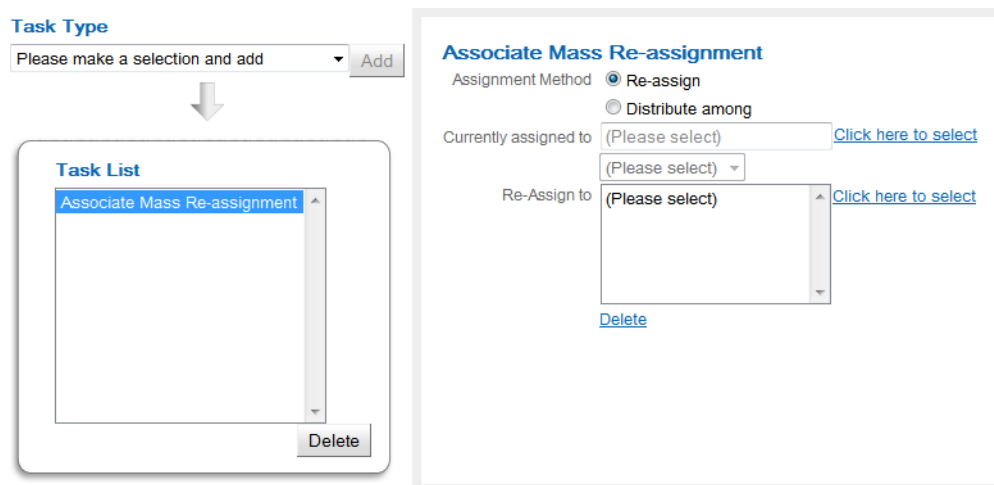 Task Type
Please make a selection and add
Add
Task List
Associate Mass Re-assignment
Delete
Associate Mass Re-assignment
Assignment Method Re-assign
Distribute among
Currently assigned to (Please select) Click here to select
(Please select)
Re-Assign to (Please select) Click here to select
Delete